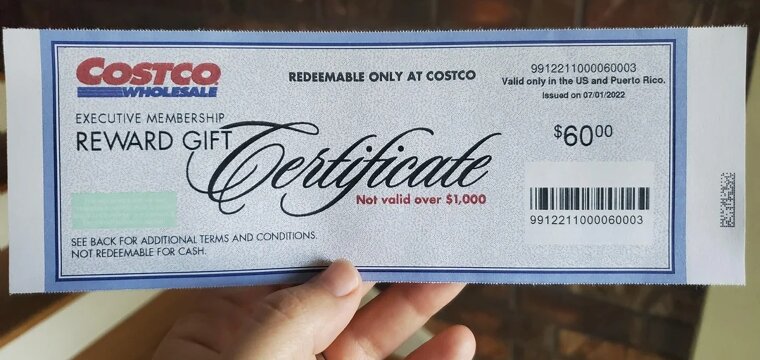 COSTCO
WHOLESALE
REDEEMABLE ONLY AT COSTCO
9912211000060003
Valid only in the US and Puerto Rico.
Issued on 07/01/2022
EXECUTIVE MEMBERSHIP
REWARD GIFT
Certificate
$6000
Not valid over $1,000
9912211000060003
SEE BACK FOR ADDITIONAL TERMS AND CONDITIONS.
NOT REDEEMABLE FOR CASH.